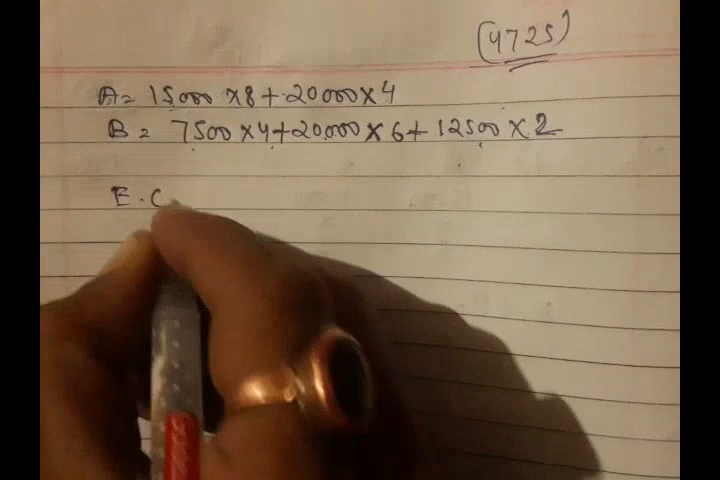 (4725)
A = 15000 × 8 + 20000 × 4
B = 7500 × 4 + 20000 × 6 + 12500 × 2
E. C